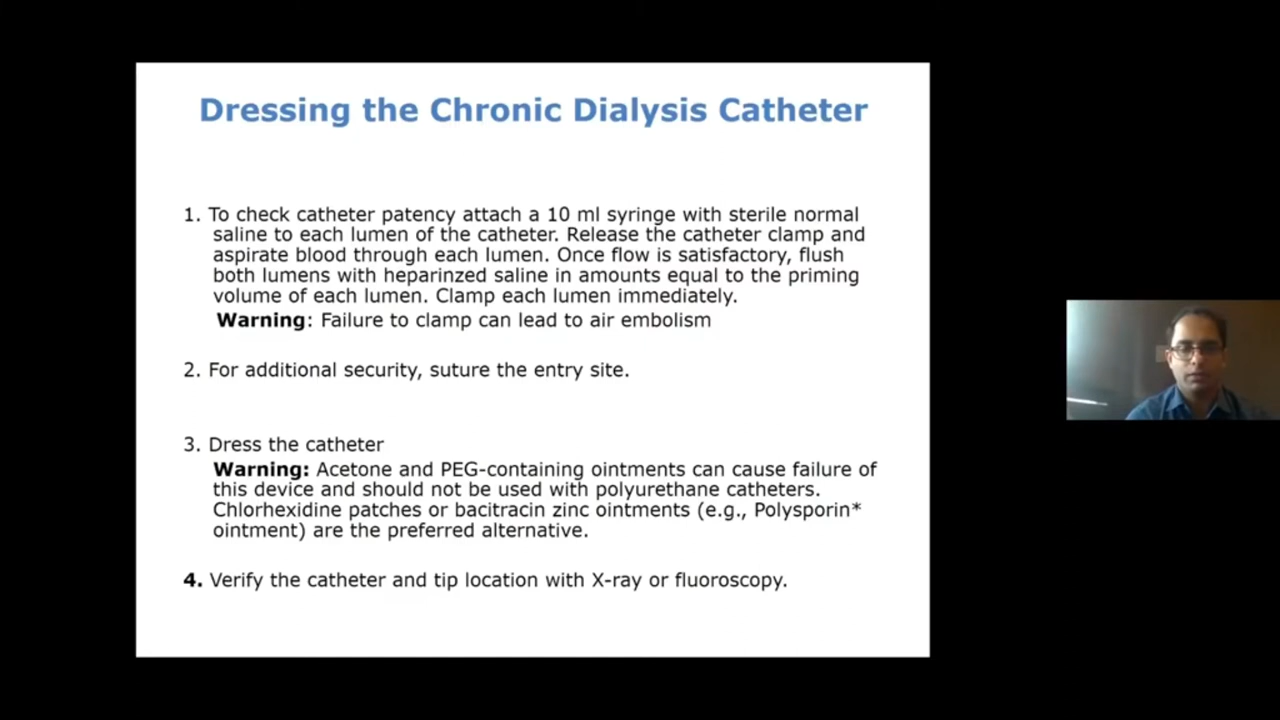 Dressing the Chronic Dialysis Catheter
1. To check catheter patency attach a 10 ml syringe with sterile normal
saline to each lumen of the catheter. Release the catheter clamp and
aspirate blood through each lumen. Once flow is satisfactory, flush
both lumens with heparinzed saline in amounts equal to the priming
volume of each lumen. Clamp each lumen immediately.
Warning: Failure to clamp can lead to air embolism
2. For additional security, suture the entry site.
3. Dress the catheter
Warning: Acetone and PEG-containing ointments can cause failure of
this device and should not be used with polyurethane catheters.
Chlorhexidine patches or bacitracin zinc ointments (e.g., Polysporin*
ointment) are the preferred alternative.
4. Verify the catheter and tip location with X-ray or fluoroscopy.